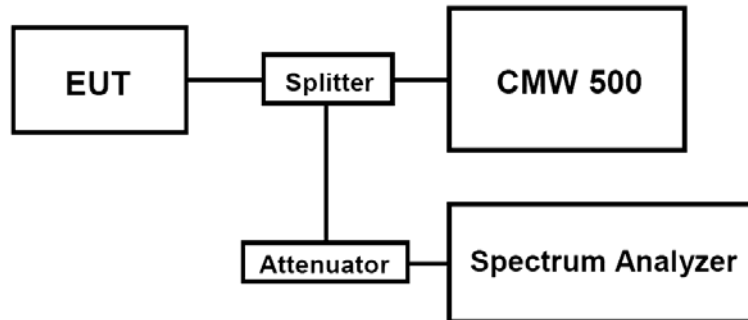 EUT
Splitter
CMW 500
Attenuator
Spectrum Analyzer